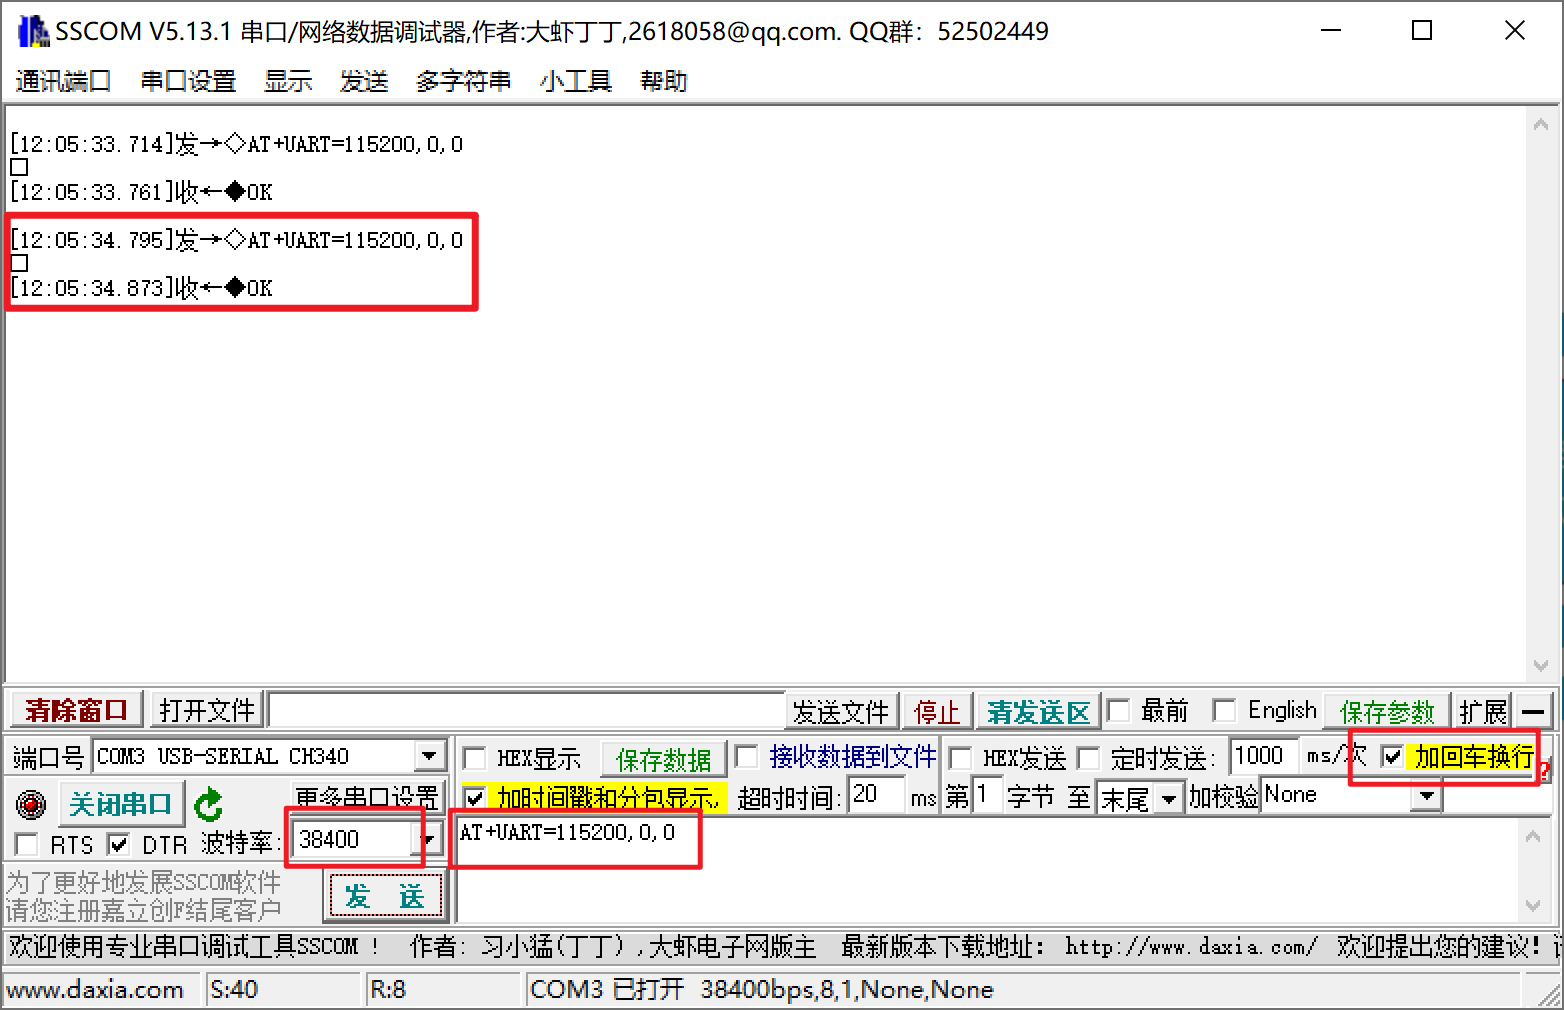 SSCOM V5.13.1 串口/网络数据调试器,作者:大虾丁丁,2618058@qq.com. QQ群: 52502449
通讯端口 串口设置 显示 发送 多字符串 小工具 帮助
[12:05:33.714]发→◇AT+UART=115200,0,0
□
[12:05:33.761]收←◆OK
[12:05:34.795]发→◇AT+UART=115200,0,0
□
[12:05:34.873]收←◆OK
清除窗口 打开文件 发送文件 停止 清发送区 最前 English 保存参数 扩展 —
端口号 COM3 USB-SERIAL CH340 HEX显示 保存数据 接收数据到文件 HEX发送 定时发送: 1000 ms/次 加回车换行 ?
关闭串口 更多串口设置 加时间戳和分包显示, 超时时间: 20 ms 第 1 字节 至 末尾 加校验 None
RTS DTR 波特率: 38400 AT+UART=115200,0,0
为了更好地发展SSCOM软件
请您注册嘉立创F结尾客户
发 送
欢迎使用专业串口调试工具SSCOM ! 作者: 习小猛(丁丁),大虾电子网版主 最新版本下载地址: http://www.daxia.com/ 欢迎提出您的建议!
www.daxia.com S:40 R:8 COM3 已打开 38400bps,8,1,None,None